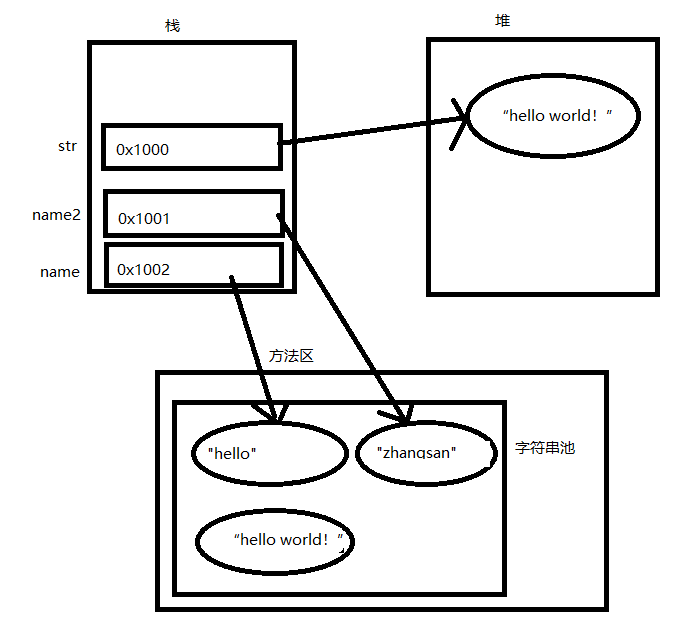 栈
堆
“hello world！”
str
0x1000
name2
0x1001
name
0x1002
方法区
"hello"
"zhangsan"
字符串池
“hello world！”